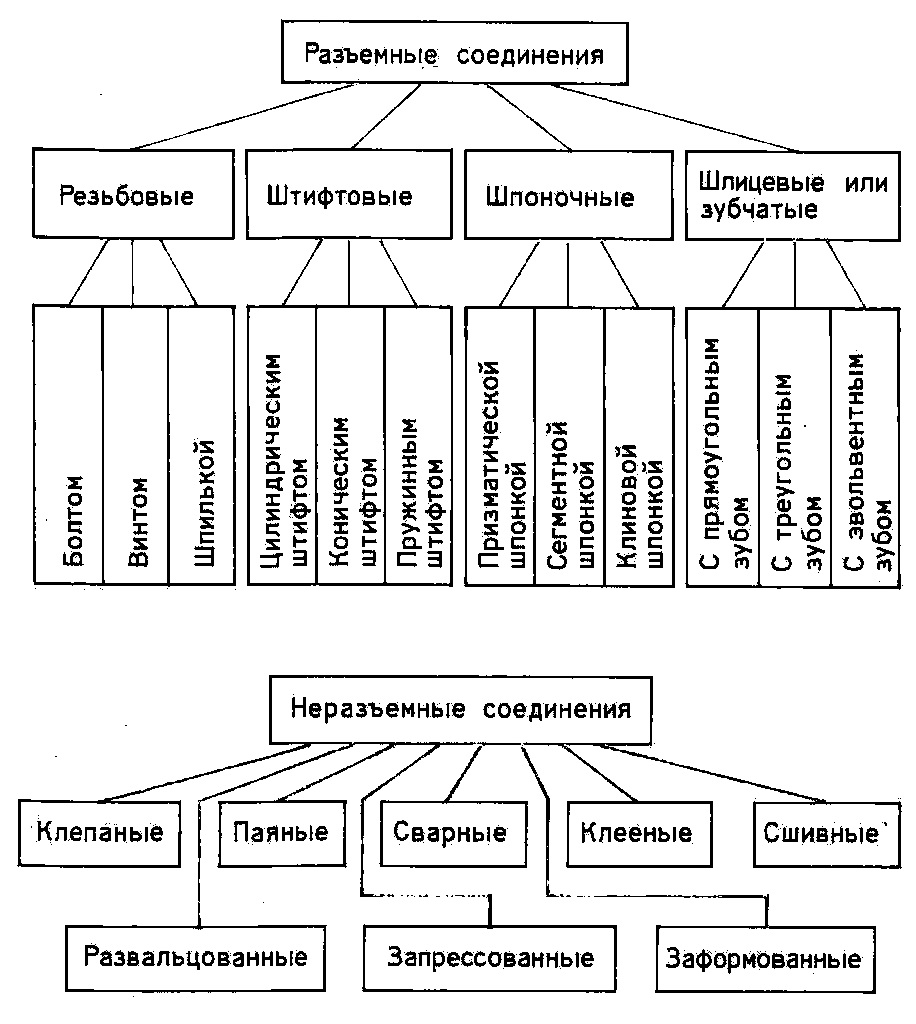 Разъемные соединения
Резьбовые
Штифтовые
Шпоночные
Шлицевые или
зубчатые
Болтом
Винтом
Шпилькой
Цилиндрическим
штифтом
Коническим
штифтом
Пружинным
штифтом
Призматической
шпонкой
Сегментной
шпонкой
Клиновой
шпонкой
С прямоугольным
зубом
С треугольным
зубом
С эвольвентным
зубом
Неразъемные соединения
Клепаные
Паяные
Сварные
Клееные
Сшивные
Развальцованные
Запрессованные
Заформованные